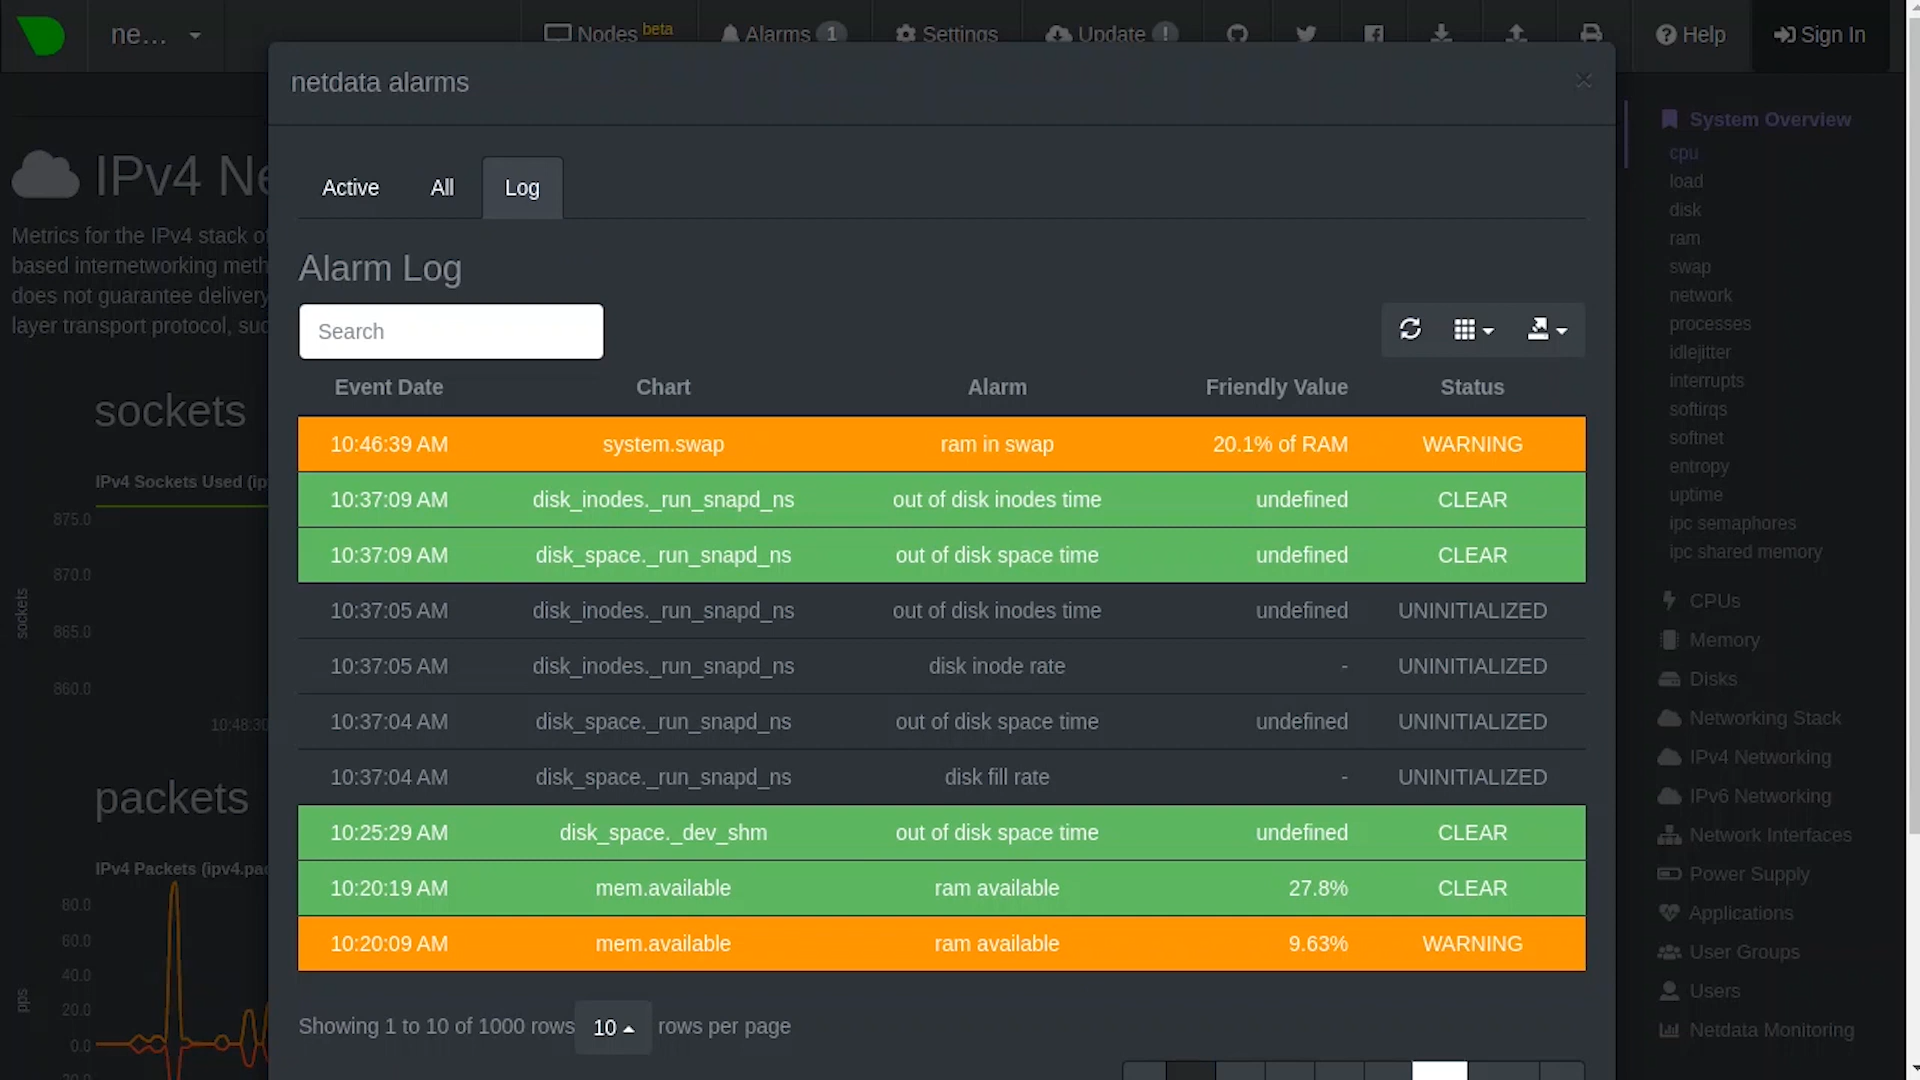 ne...
Nodes beta
Alarms 1
Settings
Update !
Help
Sign In
netdata alarms
×
Active
All
Log
Alarm Log
Search
Event Date Chart Alarm Friendly Value Status
10:46:39 AM system.swap ram in swap 20.1% of RAM WARNING
10:37:09 AM disk_inodes._run_snapd_ns out of disk inodes time undefined CLEAR
10:37:09 AM disk_space._run_snapd_ns out of disk space time undefined CLEAR
10:37:05 AM disk_inodes._run_snapd_ns out of disk inodes time undefined UNINITIALIZED
10:37:05 AM disk_inodes._run_snapd_ns disk inode rate - UNINITIALIZED
10:37:04 AM disk_space._run_snapd_ns out of disk space time undefined UNINITIALIZED
10:37:04 AM disk_space._run_snapd_ns disk fill rate - UNINITIALIZED
10:25:29 AM disk_space._dev_shm out of disk space time undefined CLEAR
10:20:19 AM mem.available ram available 27.8% CLEAR
10:20:09 AM mem.available ram available 9.63% WARNING
Showing 1 to 10 of 1000 rows 10 rows per page
IPv4 Ne
Metrics for the IPv4 stack of
based internetworking meth
does not guarantee delivery
layer transport protocol, suc
sockets
IPv4 Sockets Used (ip
875.0
870.0
865.0
860.0
sockets
10:48:30
packets
IPv4 Packets (ipv4.pac
80.0
60.0
40.0
20.0
0.0
pps
System Overview
cpu
load
disk
ram
swap
network
processes
idlejitter
interrupts
softirqs
softnet
entropy
uptime
ipc semaphores
ipc shared memory
CPUs
Memory
Disks
Networking Stack
IPv4 Networking
IPv6 Networking
Network Interfaces
Power Supply
Applications
User Groups
Users
Netdata Monitoring